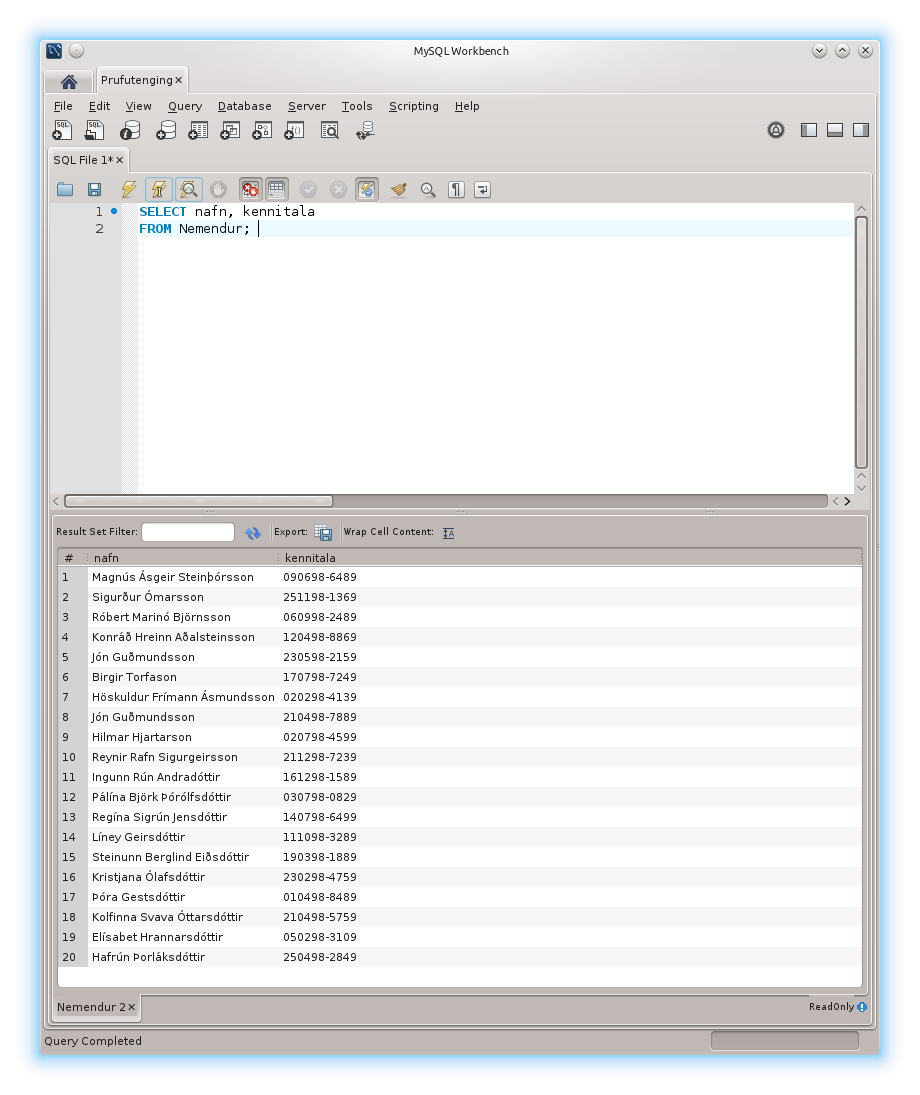 MySQL Workbench
Prufutenging
File Edit View Query Database Server Tools Scripting Help
SQL SQL
SQL File 1*
1 SELECT nafn, kennitala
2 FROM Nemendur;
Result Set Filter: Export: Wrap Cell Content:
# nafn kennitala
1 Magnús Ásgeir Steinþórsson 090698-6489
2 Sigurður Ómarsson 251198-1369
3 Róbert Marinó Björnsson 060998-2489
4 Konráð Hreinn Aðalsteinsson 120498-8869
5 Jón Guðmundsson 230598-2159
6 Birgir Torfason 170798-7249
7 Höskuldur Frímann Ásmundsson 020298-4139
8 Jón Guðmundsson 210498-7889
9 Hilmar Hjartarson 020798-4599
10 Reynir Rafn Sigurgeirsson 211298-7239
11 Ingunn Rún Andradóttir 161298-1589
12 Pálína Björk Þórólfsdóttir 030798-0829
13 Regína Sigrún Jensdóttir 140798-6499
14 Líney Geirsdóttir 111098-3289
15 Steinunn Berglind Eiðsdóttir 190398-1889
16 Kristjana Ólafsdóttir 230298-4759
17 Þóra Gestsdóttir 010498-8489
18 Kolfinna Svava Óttarsdóttir 210498-5759
19 Elísabet Hrannarsdóttir 050298-3109
20 Hafrún Þorláksdóttir 250498-2849
Nemendur 2 ReadOnly
Query Completed